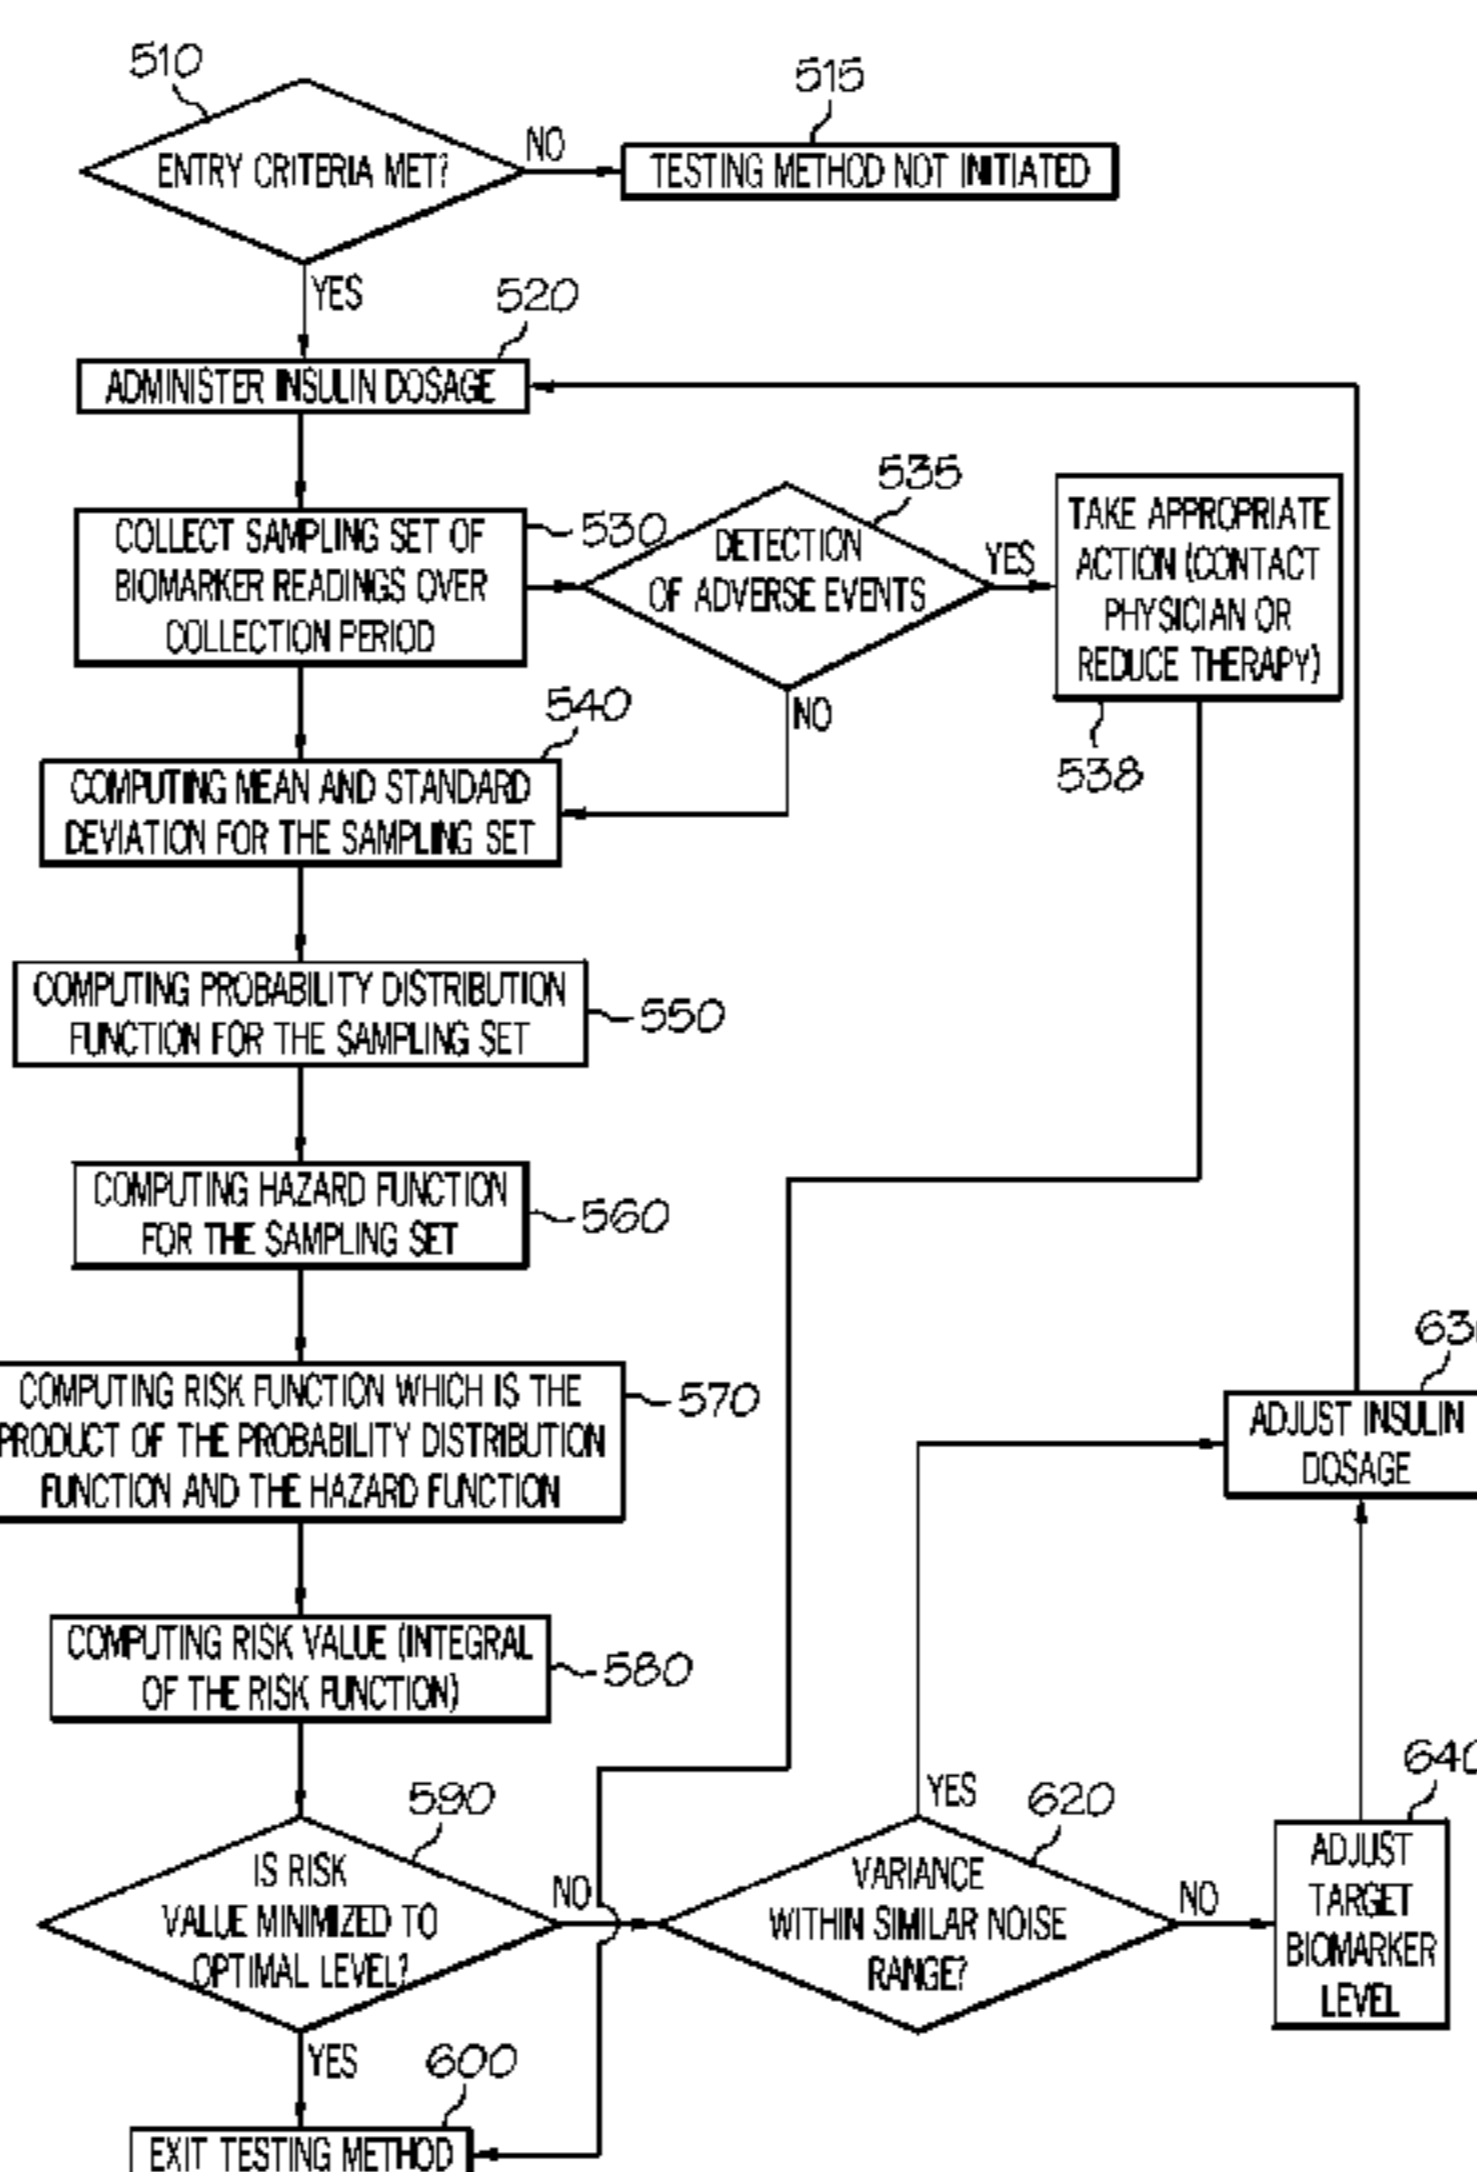 510
ENTRY CRITERIA MET?
NO
515
TESTING METHOD NOT INITIATED
YES
520
ADMINISTER INSULIN DOSAGE
COLLECT SAMPLING SET OF
BIOMARKER READINGS OVER
COLLECTION PERIOD
530
535
DETECTION
OF ADVERSE EVENTS
YES
TAKE APPROPRIATE
ACTION (CONTACT
PHYSICIAN OR
REDUCE THERAPY)
538
NO
540
COMPUTING MEAN AND STANDARD
DEVIATION FOR THE SAMPLING SET
COMPUTING PROBABILITY DISTRIBUTION
FUNCTION FOR THE SAMPLING SET
550
COMPUTING HAZARD FUNCTION
FOR THE SAMPLING SET
560
COMPUTING RISK FUNCTION WHICH IS THE
PRODUCT OF THE PROBABILITY DISTRIBUTION
FUNCTION AND THE HAZARD FUNCTION
570
ADJUST INSULIN
DOSAGE
COMPUTING RISK VALUE (INTEGRAL
OF THE RISK FUNCTION)
580
590
IS RISK
VALUE MINIMIZED TO
OPTIMAL LEVEL?
NO
YES
620
VARIANCE
WITHIN SIMILAR NOISE
RANGE?
NO
640
ADJUST
TARGET
BIOMARKER
LEVEL
YES
600
EXIT TESTING METHOD